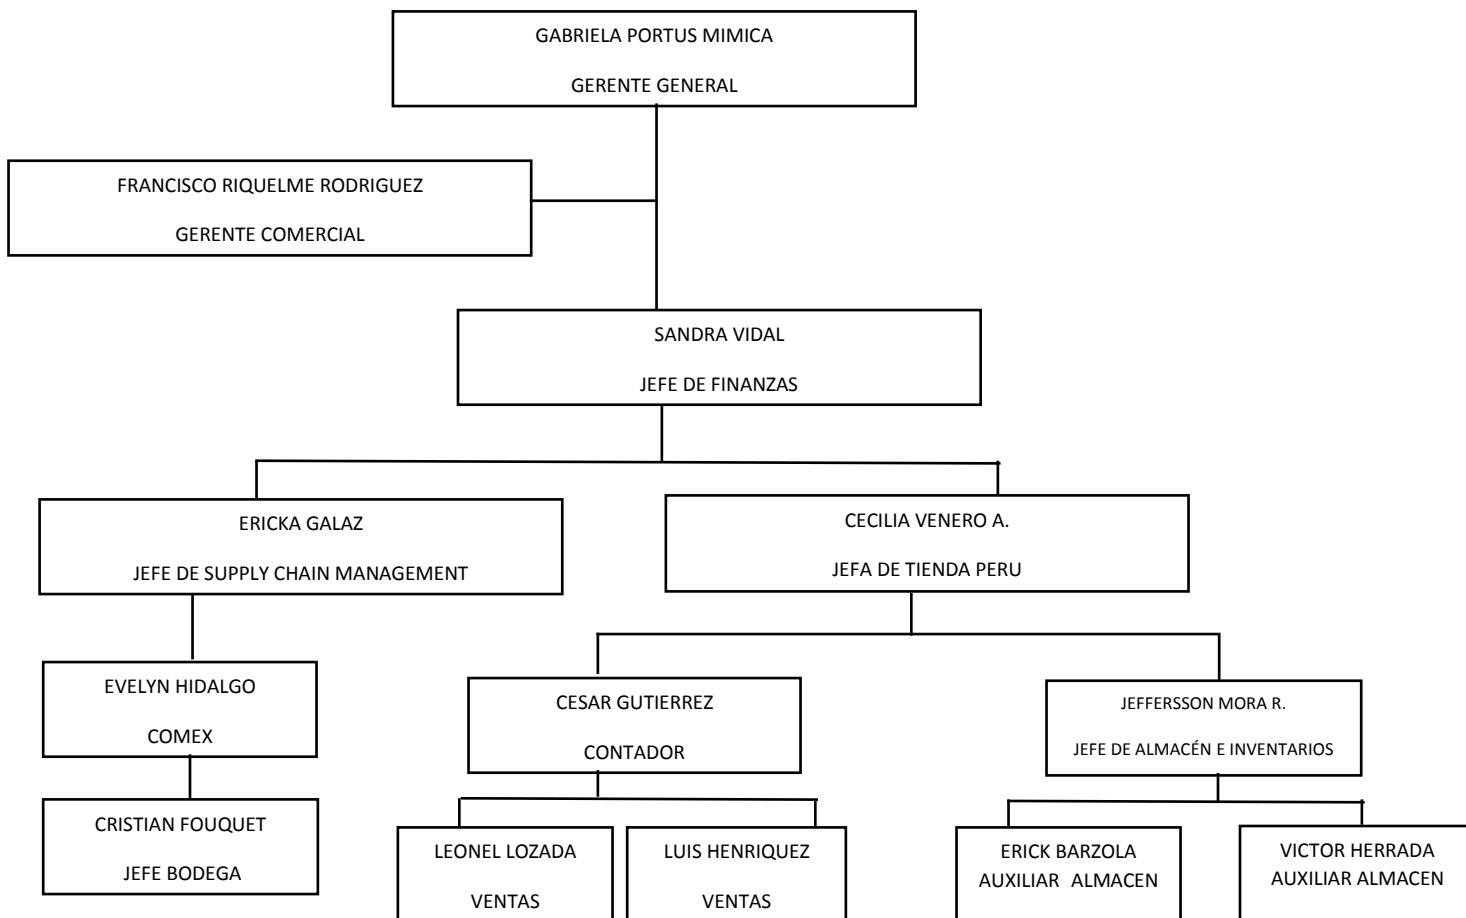 GABRIELA PORTUS MIMICA
GERENTE GENERAL
FRANCISCO RIQUELME RODRIGUEZ
GERENTE COMERCIAL
SANDRA VIDAL
JEFE DE FINANZAS
ERICKA GALAZ
JEFE DE SUPPLY CHAIN MANAGEMENT
CECILIA VENERO A.
JEFA DE TIENDA PERU
EVELYN HIDALGO
COMEX
CESAR GUTIERREZ
CONTADOR
JEFFERSSON MORA R.
JEFE DE ALMACÉN E INVENTARIOS
CRISTIAN FOUQUET
JEFE BODEGA
LEONEL LOZADA
VENTAS
LUIS HENRIQUEZ
VENTAS
ERICK BARZOLA
AUXILIAR ALMACEN
VICTOR HERRADA
AUXILIAR ALMACEN